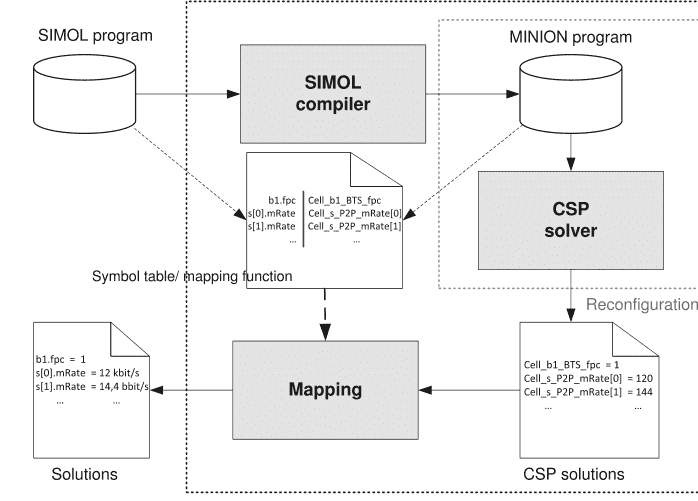 SIMOL program
MINION program
SIMOL
compiler
b1.fpc Cell_b1_BTS_fpc
s[0].mRate Cell_s_P2P_mRate[0]
s[1].mRate Cell_s_P2P_mRate[1]
... ...
CSP
solver
Symbol table/ mapping function
Reconfiguration
b1.fpc = 1
s[0].mRate = 12 kbit/s
s[1].mRate = 14,4 bbit/s
... ...
Mapping
Cell_b1_BTS_fpc = 1
Cell_s_P2P_mRate[0] = 120
Cell_s_P2P_mRate[1] = 144
... ...
Solutions
CSP solutions